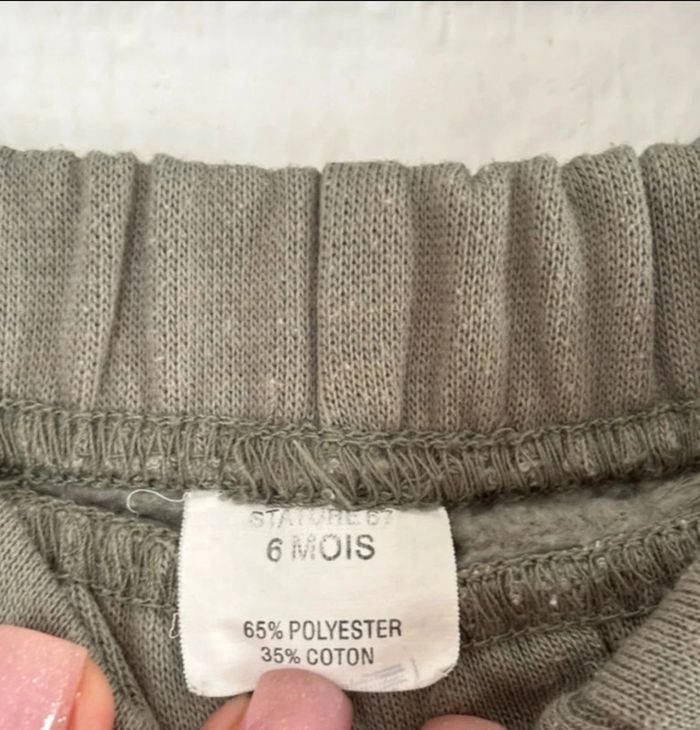 STATURE 67
6 MOIS
65% POLYESTER
35% COTON